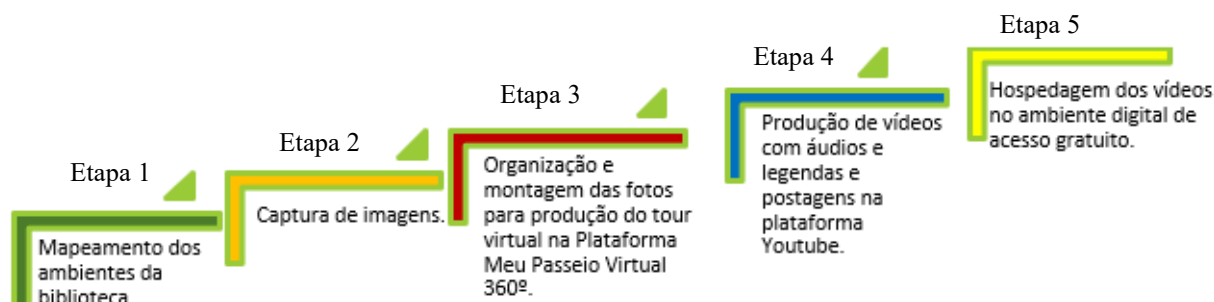 Etapa 1
Mapeamento dos
ambientes da
biblioteca
Etapa 2
Captura de imagens.
Etapa 3
Organização e
montagem das fotos
para produção do tour
virtual na Plataforma
Meu Passeio Virtual
360º.
Etapa 4
Produção de vídeos
com áudios e
legendas e
postagens na
plataforma
Youtube.
Etapa 5
Hospedagem dos vídeos
no ambiente digital de
acesso gratuito.